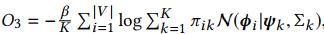 $O_3 = -\frac{\beta}{K} \sum_{i=1}^{|V|} \log \sum_{k=1}^{K} \pi_{ik} \mathcal{N}(\boldsymbol{\phi}_i | \boldsymbol{\psi}_k, \Sigma_k),$